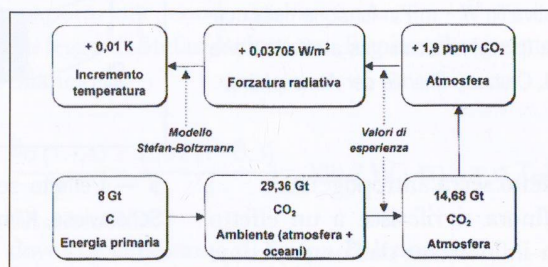 + 0,01 K
Incremento
temperatura
+ 0,03705 W/m²
Forzatura radiativa
+ 1,9 ppmv CO₂
Atmosfera
Modello
Stefan-Boltzmann
Valori di
esperienza
8 Gt
Energia primaria
29,36 Gt
CO₂
Ambiente (atmosfera +
oceani)
14,68 Gt
CO₂
Atmosfera